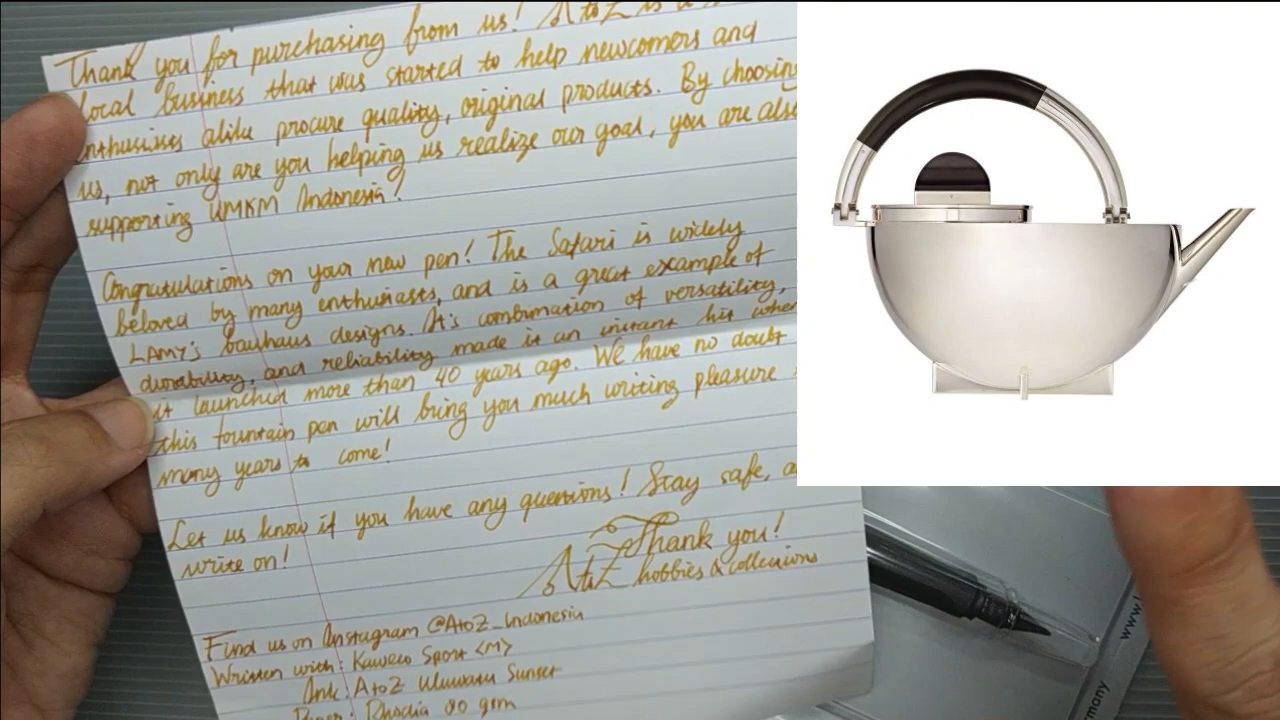 Thank you for purchasing from us! AtoZ is a
local business that was started to help newcomers and
enthusiasts alike procure quality, original products. By choosing
us, not only are you helping us realize our goal, you are also
supporting UMKM Indonesia!
Congratulations on your new pen! The Safari is widely
beloved by many enthusiasts, and is a great example of
LAMY's bauhaus designs. It's combination of versatility,
durability, and reliability made it an instant hit when
it launched more than 40 years ago. We have no doubt
this fountain pen will bring you much writing pleasure
many years to come!
Let us know if you have any questions! Stay safe, a
write on!
Thank you!
AtoZ hobbies & collections
Find us on Instagram @AtoZ_Indonesia
Written with: Kaweco Sport <M>
Ink: AtoZ Uluwatu Sunset
Paper: Rhodia 80 gsm
www.l
rmany